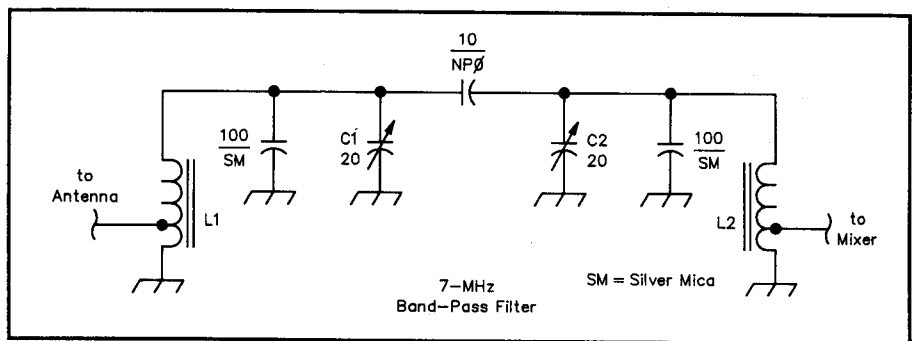 10
NPØ
100
SM
C1
20
C2
20
100
SM
to
Antenna
L1
L2
to
Mixer
7-MHz
Band-Pass Filter
SM = Silver Mica